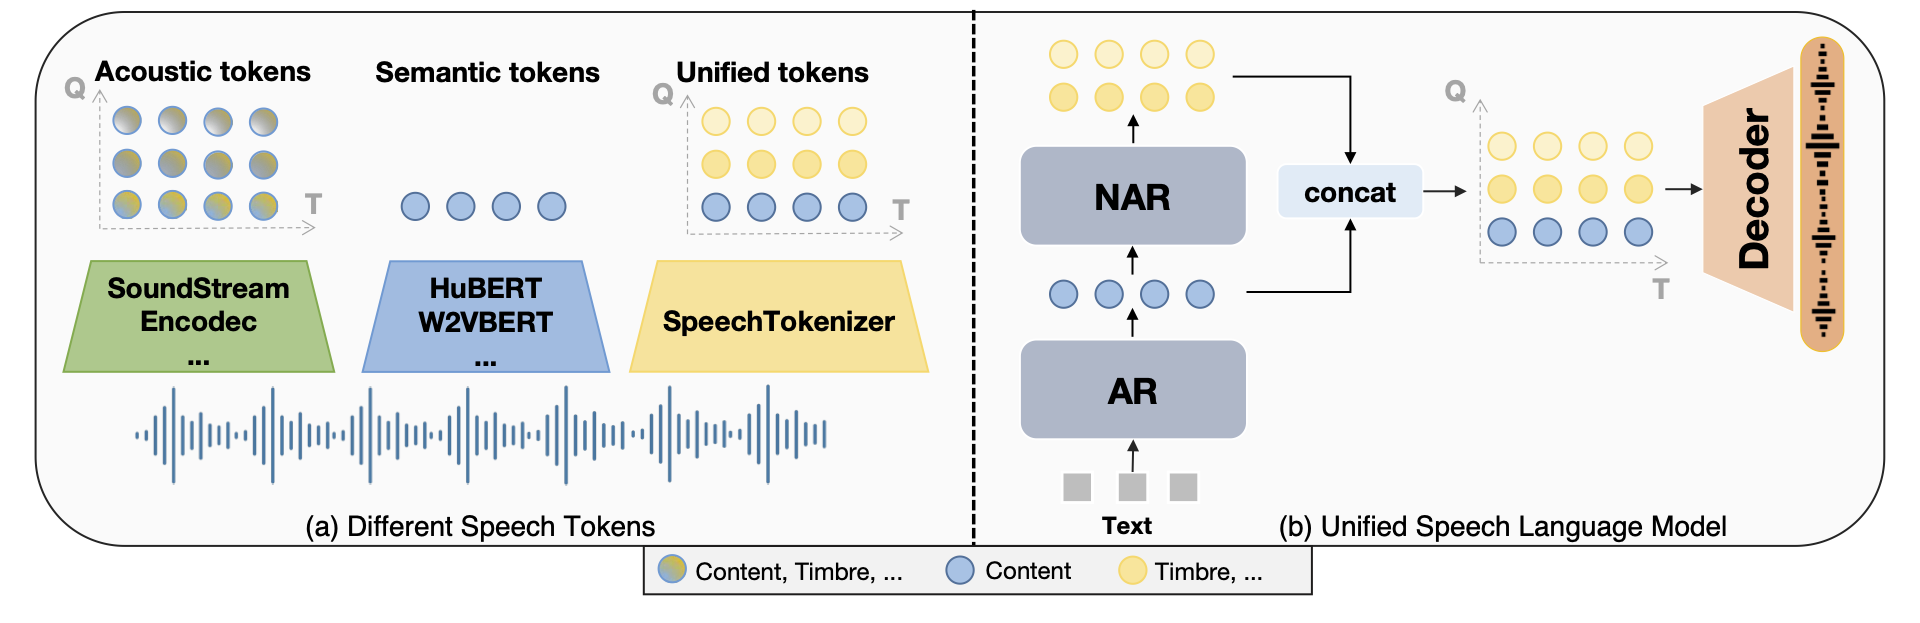 Acoustic tokens
Semantic tokens
Unified tokens
Q
T
Q
T
SoundStream
Encodec
...
HuBERT
W2VBERT
...
SpeechTokenizer
(a) Different Speech Tokens
NAR
AR
Text
concat
Q
T
Decoder
(b) Unified Speech Language Model
Content, Timbre, ...
Content
Timbre, ...